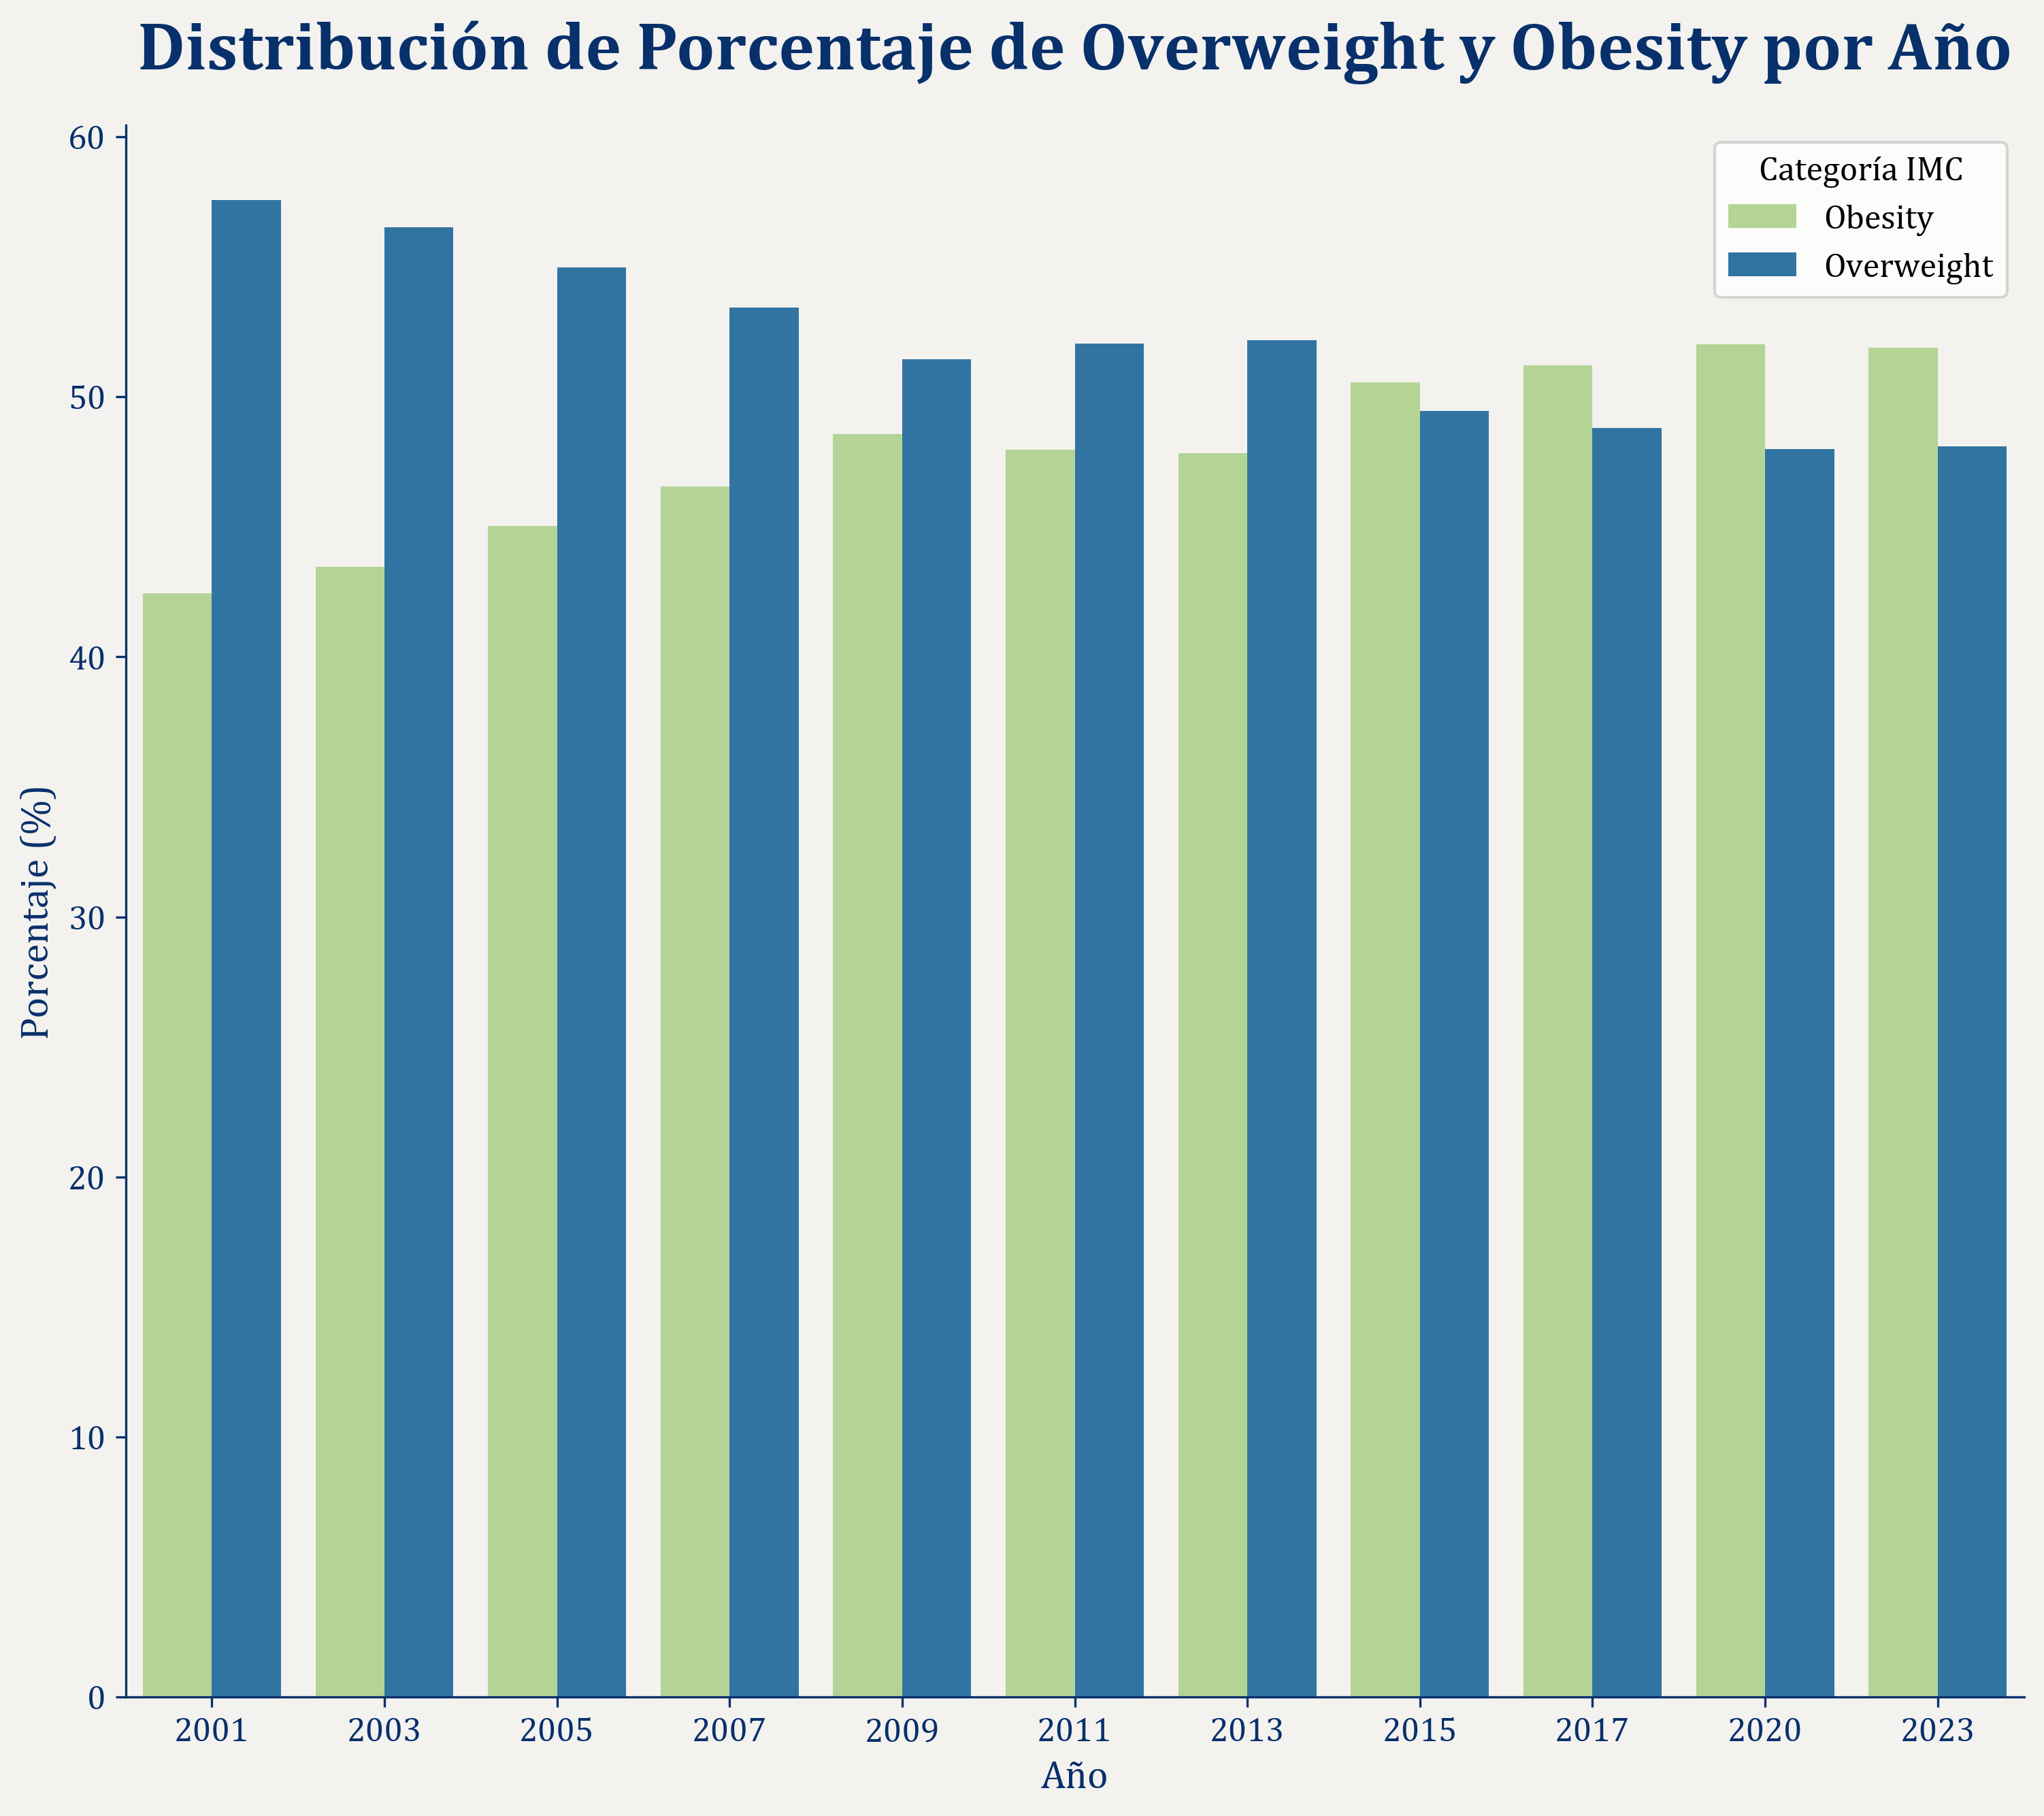 Distribución de Porcentaje de Overweight y Obesity por Año
60
50
40
30
20
10
0
Porcentaje (%)
Categoría IMC
Obesity
Overweight
2001 2003 2005 2007 2009 2011 2013 2015 2017 2020 2023
Año